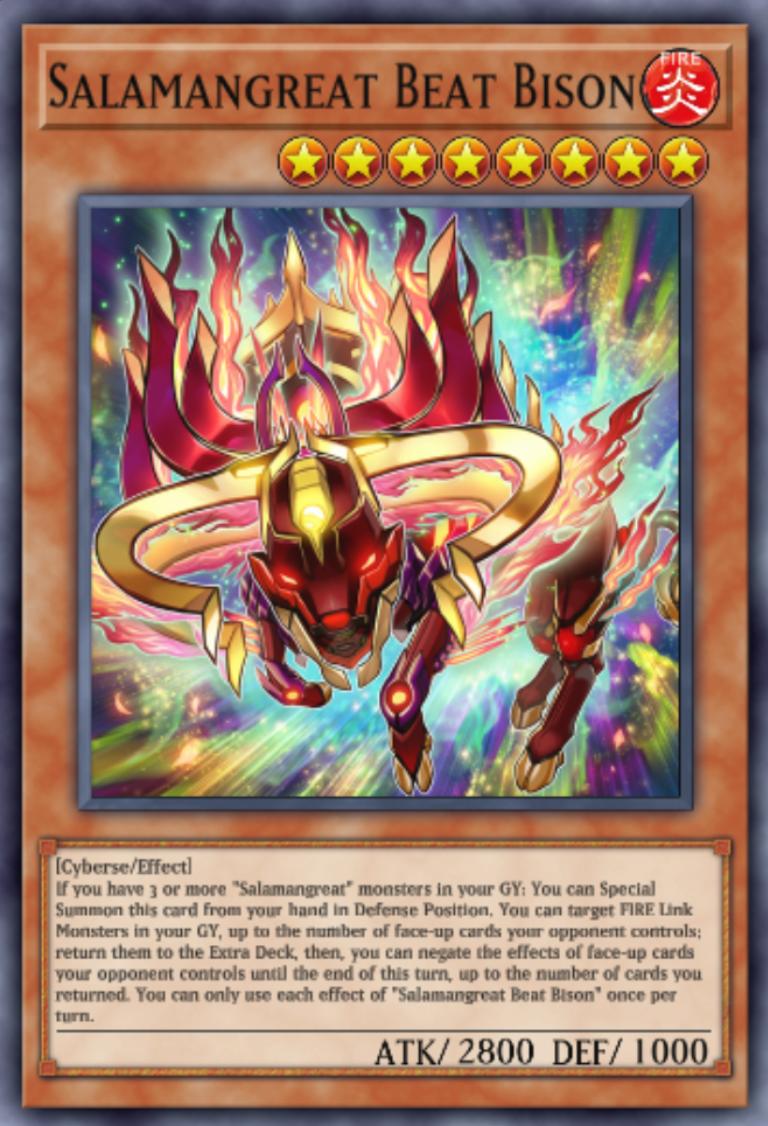 Salamangreat Beat Bison
FIRE
炎
[Cyberse/Effect]
If you have 3 or more "Salamangreat" monsters in your GY: You can Special
Summon this card from your hand in Defense Position. You can target FIRE Link
Monsters in your GY, up to the number of face-up cards your opponent controls;
return them to the Extra Deck, then, you can negate the effects of face-up cards
your opponent controls until the end of this turn, up to the number of cards you
returned. You can only use each effect of "Salamangreat Beat Bison" once per
turn.
ATK/ 2800 DEF/ 1000